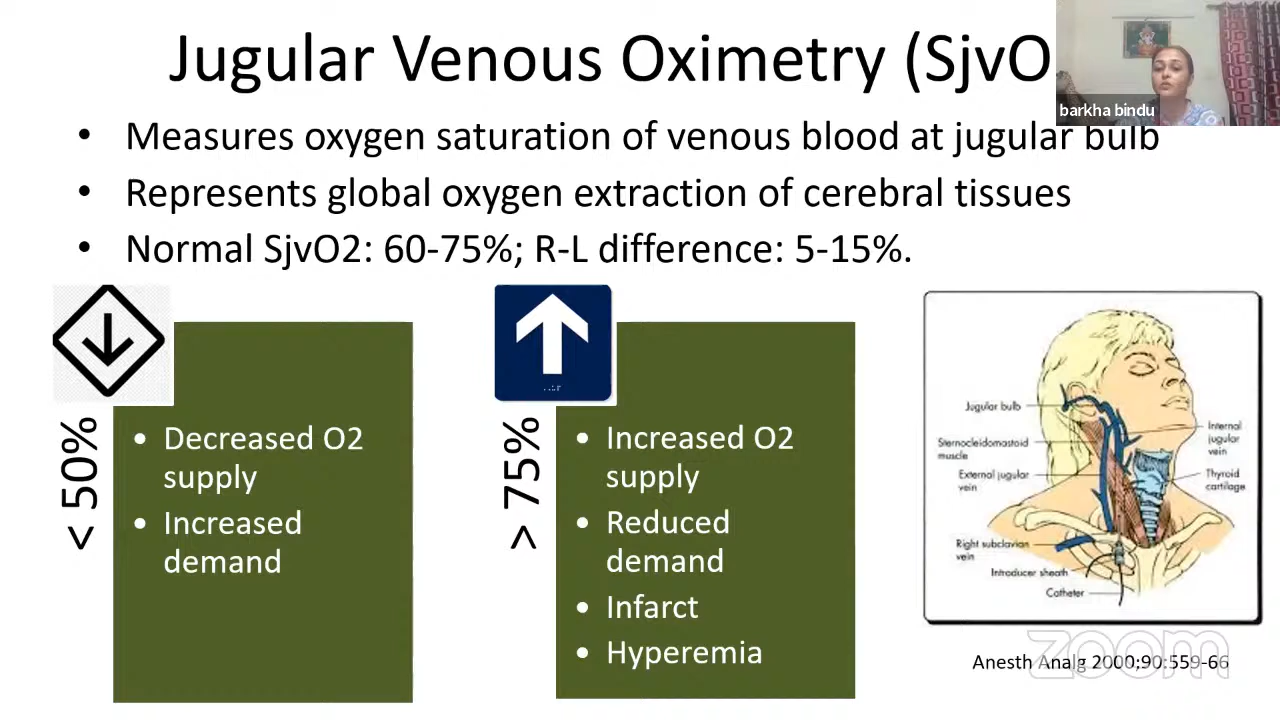 Jugular Venous Oximetry (SjvO
barkha bindu
• Measures oxygen saturation of venous blood at jugular bulb
• Represents global oxygen extraction of cerebral tissues
• Normal SjvO2: 60-75%; R-L difference: 5-15%.
< 50%
• Decreased O2
supply
• Increased
demand
> 75%
• Increased O2
supply
• Reduced
demand
• Infarct
• Hyperemia
Jugular bulb
Sternocleidomastoid
muscle
External jugular
vein
Right subclavian
vein
Introducer sheath
Catheter
Internal
jugular
vein
Thyroid
cartilage
zoom
Anesth Analg 2000;90:559-66